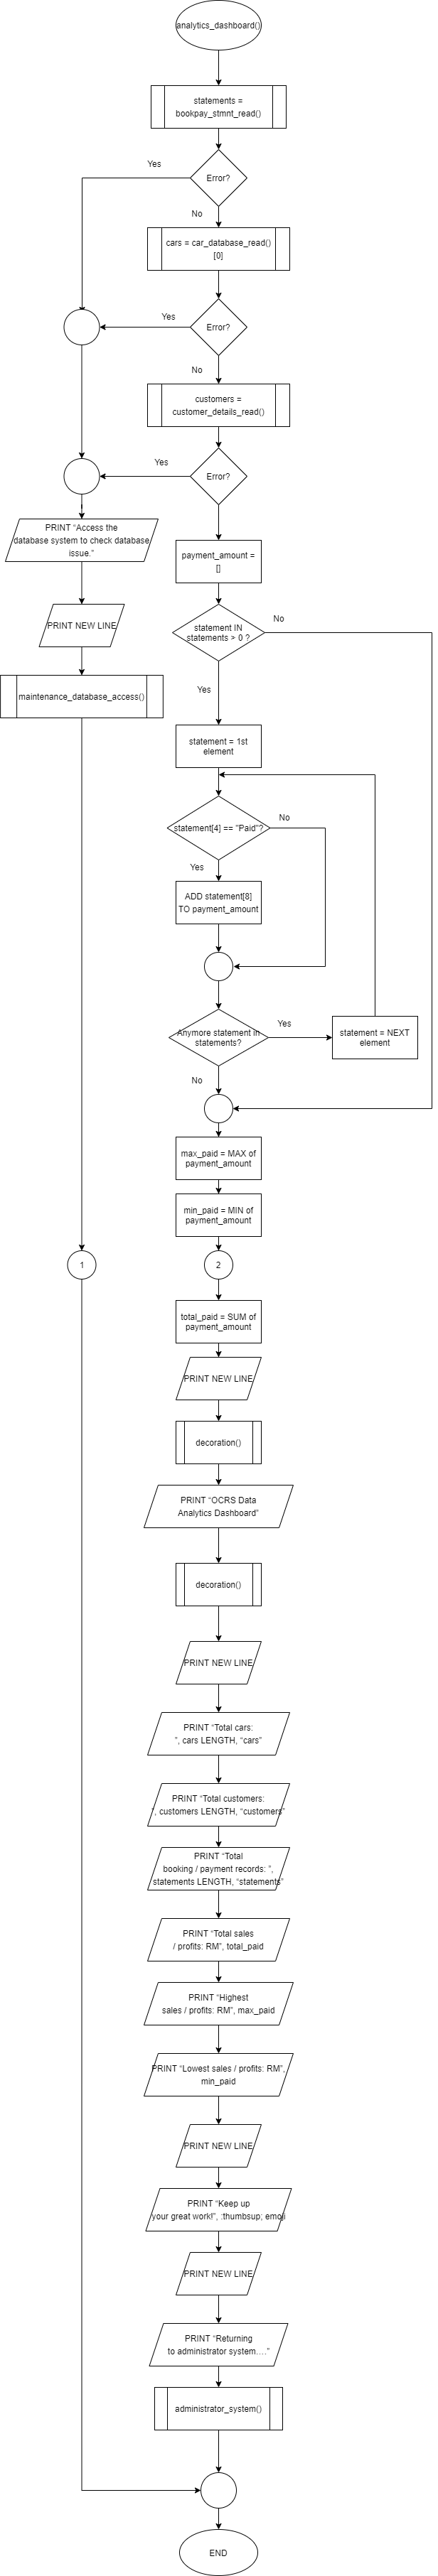 analytics_dashboard()
statements =
bookpay_stmnt_read()
Yes
Error?
No
cars = car_database_read()
[0]
Yes
Error?
No
customers =
customer_details_read()
Yes
Error?
PRINT “Access the
database system to check database
issue.”
payment_amount =
[]
PRINT NEW LINE
No
statement IN
statements > 0 ?
Yes
maintenance_database_access()
statement = 1st
element
No
statement[4] == "Paid"?
Yes
ADD statement[8]
TO payment_amount
Yes
Anymore statement in
statements?
statement = NEXT
element
No
max_paid = MAX of
payment_amount
min_paid = MIN of
payment_amount
1
2
total_paid = SUM of
payment_amount
PRINT NEW LINE
decoration()
PRINT “OCRS Data
Analytics Dashboard”
decoration()
PRINT NEW LINE
PRINT “Total cars:
”, cars LENGTH, “cars”
PRINT “Total customers:
”, customers LENGTH, “customers”
PRINT “Total
booking / payment records: ”,
statements LENGTH, “statements”
PRINT “Total sales
/ profits: RM”, total_paid
PRINT “Highest
sales / profits: RM”, max_paid
PRINT “Lowest sales / profits: RM”,
min_paid
PRINT NEW LINE
PRINT “Keep up
your great work!”, :thumbsup; emoji
PRINT NEW LINE
PRINT “Returning
to administrator system….”
administrator_system()
END